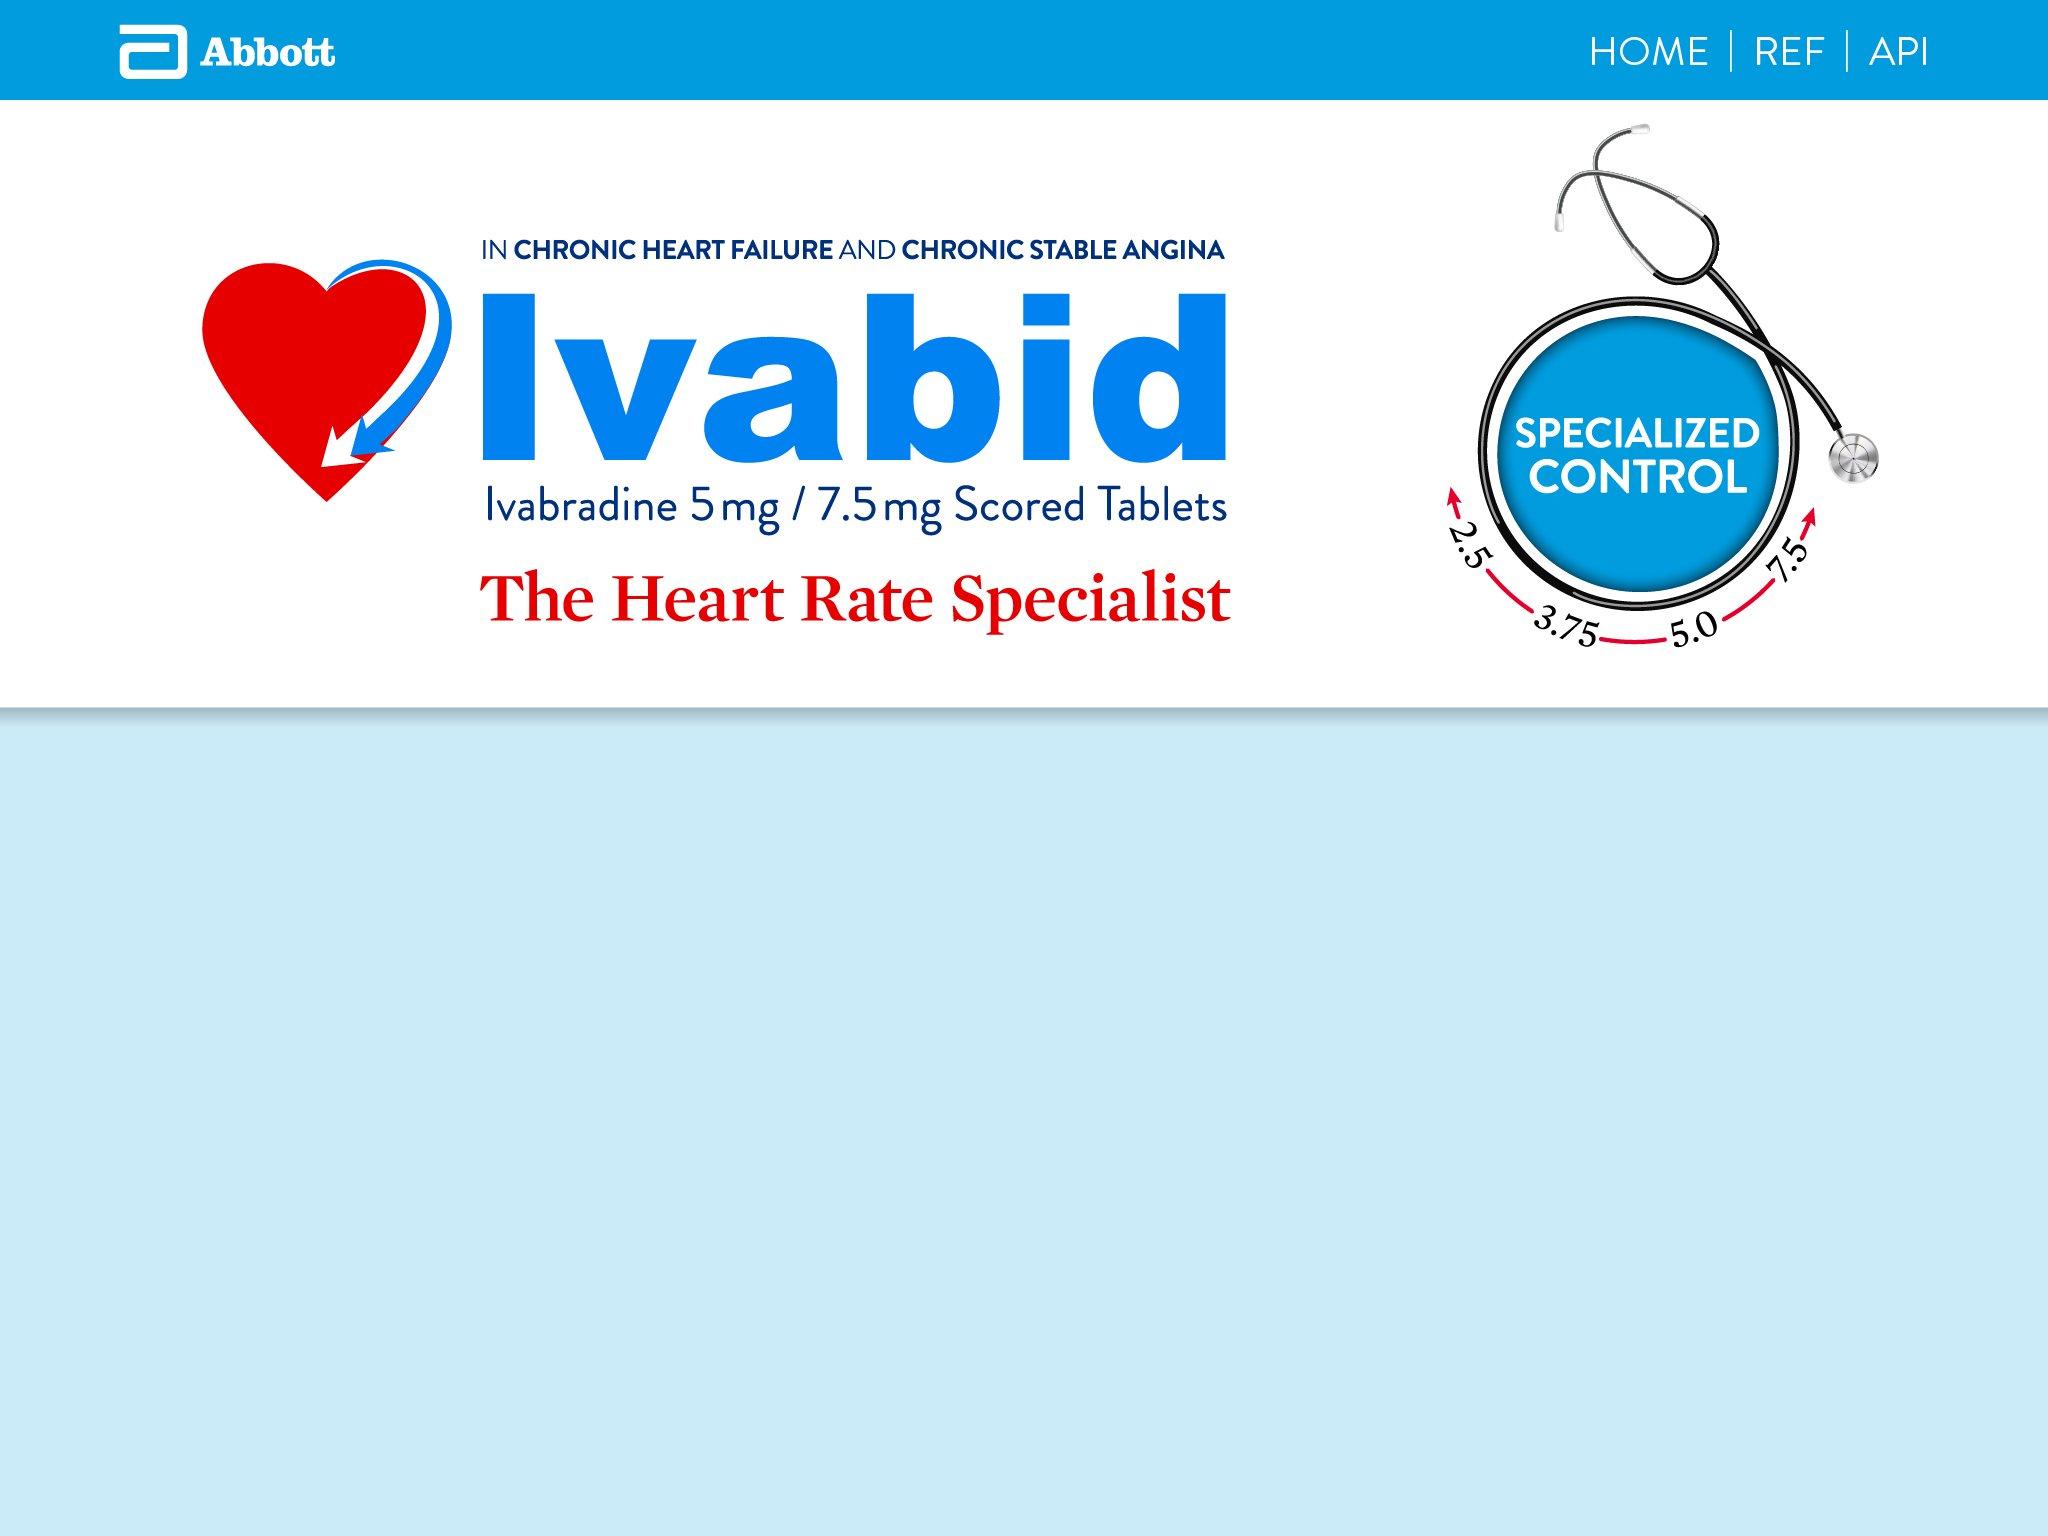 Abbott
HOME | REF | API
IN CHRONIC HEART FAILURE AND CHRONIC STABLE ANGINA
Ivabid
Ivabradine 5 mg / 7.5 mg Scored Tablets
The Heart Rate Specialist
SPECIALIZED
CONTROL
2.5
3.75
5.0
7.5